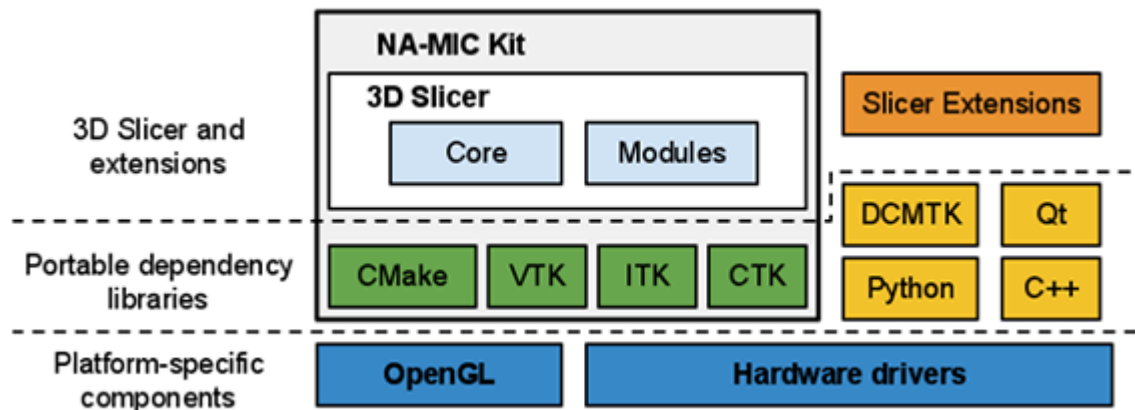 NA-MIC Kit
3D Slicer
Core
Modules
Slicer Extensions
3D Slicer and
extensions
DCMTK
Qt
Portable dependency
libraries
CMake
VTK
ITK
CTK
Python
C++
Platform-specific
components
OpenGL
Hardware drivers